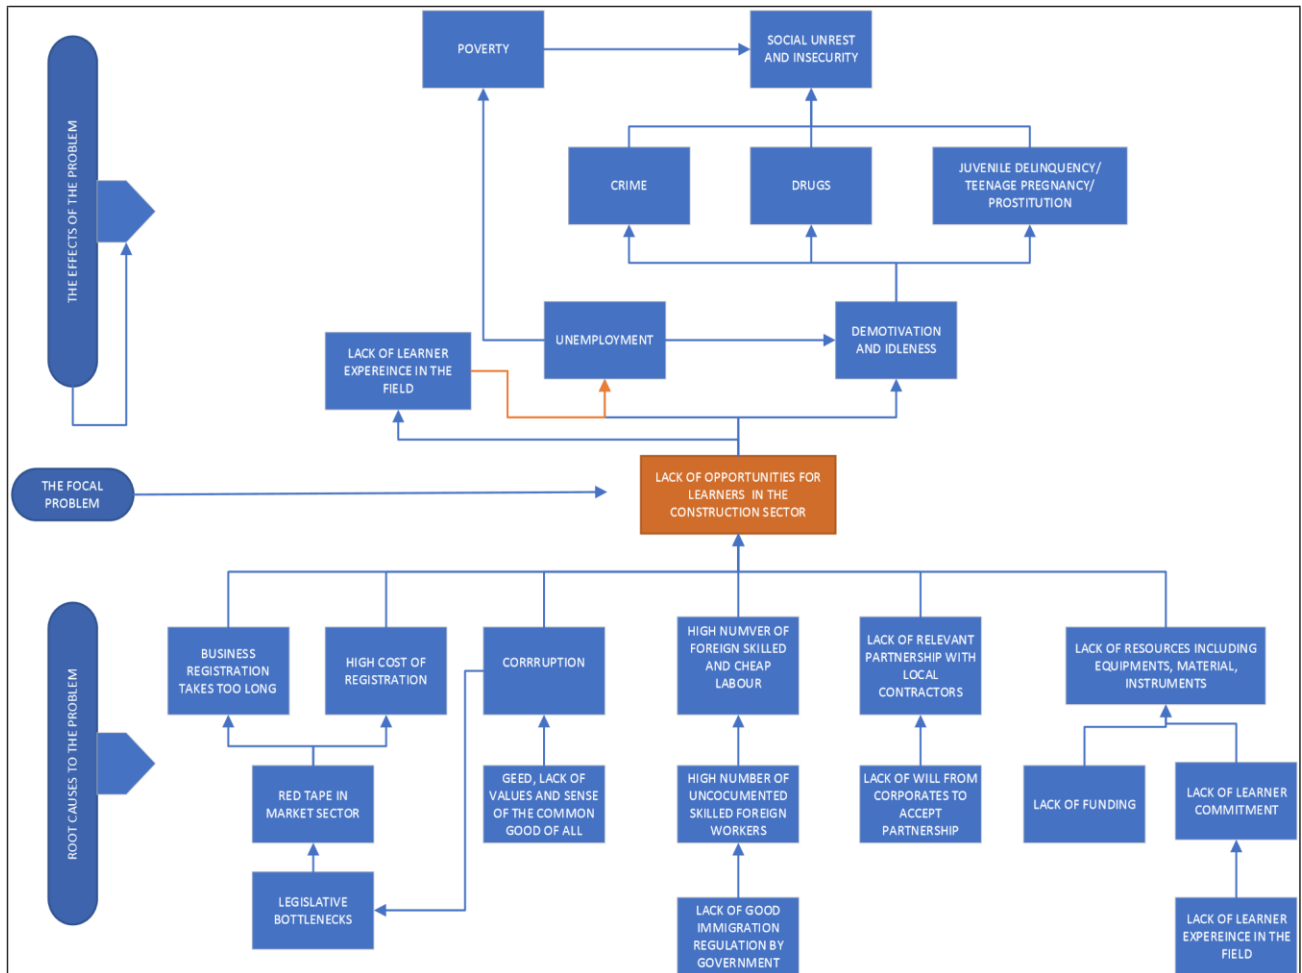 THE EFFECTS OF THE PROBLEM
POVERTY
SOCIAL UNREST
AND INSECURITY
CRIME
DRUGS
JUVENILE DELINQUENCY/
TEENAGE PREGNANCY/
PROSTITUTION
LACK OF LEARNER
EXPEREINCE IN THE
FIELD
UNEMPLOYMENT
DEMOTIVATION
AND IDLENESS
THE FOCAL
PROBLEM
LACK OF OPPORTUNITIES FOR
LEARNERS IN THE
CONSTRUCTION SECTOR
ROOT CAUSES TO THE PROBLEM
BUSINESS
REGISTRATION
TAKES TOO LONG
HIGH COST OF
REGISTRATION
CORRRUPTION
HIGH NUMVER OF
FOREIGN SKILLED
AND CHEAP
LABOUR
LACK OF RELEVANT
PARTNERSHIP WITH
LOCAL
CONTRACTORS
LACK OF RESOURCES INCLUDING
EQUIPMENTS, MATERIAL,
INSTRUMENTS
RED TAPE IN
MARKET SECTOR
GEED, LACK OF
VALUES AND SENSE
OF THE COMMON
GOOD OF ALL
HIGH NUMBER OF
UNCOCUMENTED
SKILLED FOREIGN
WORKERS
LACK OF WILL FROM
CORPORATES TO
ACCEPT
PARTNERSHIP
LACK OF FUNDING
LACK OF LEARNER
COMMITMENT
LEGISLATIVE
BOTTLENECKS
LACK OF GOOD
IMMIGRATION
REGULATION BY
GOVERNMENT
LACK OF LEARNER
EXPEREINCE IN THE
FIELD